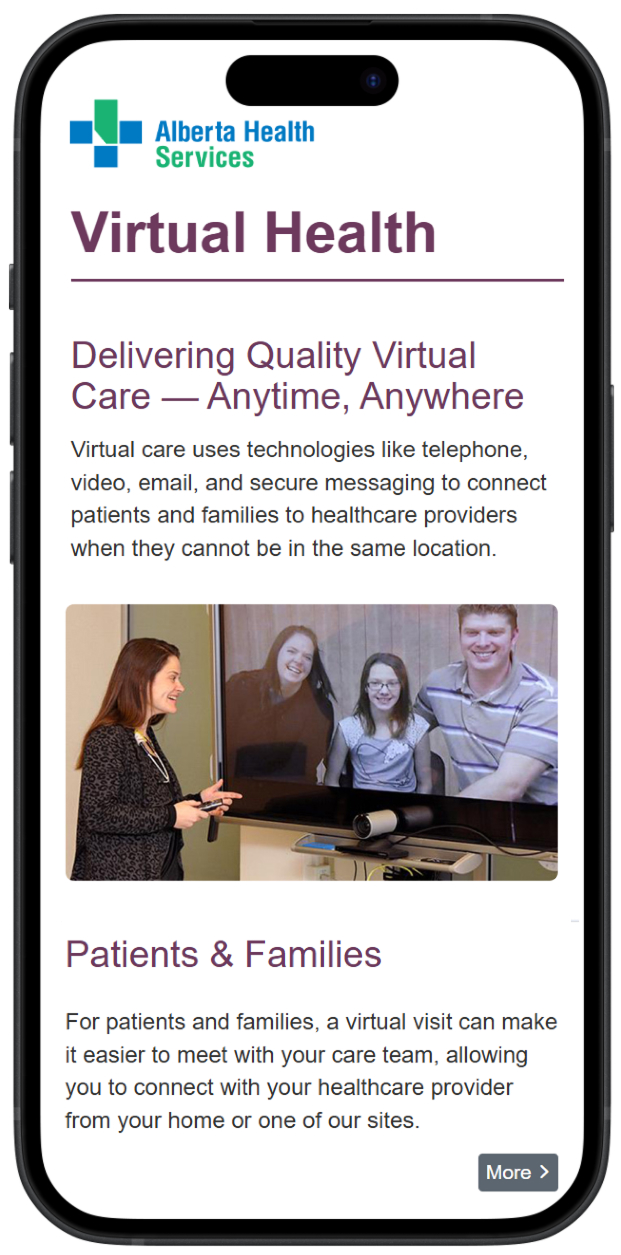 Alberta Health
Services
Virtual Health
Delivering Quality Virtual
Care — Anytime, Anywhere
Virtual care uses technologies like telephone,
video, email, and secure messaging to connect
patients and families to healthcare providers
when they cannot be in the same location.
Patients & Families
For patients and families, a virtual visit can make
it easier to meet with your care team, allowing
you to connect with your healthcare provider
from your home or one of our sites.
More >